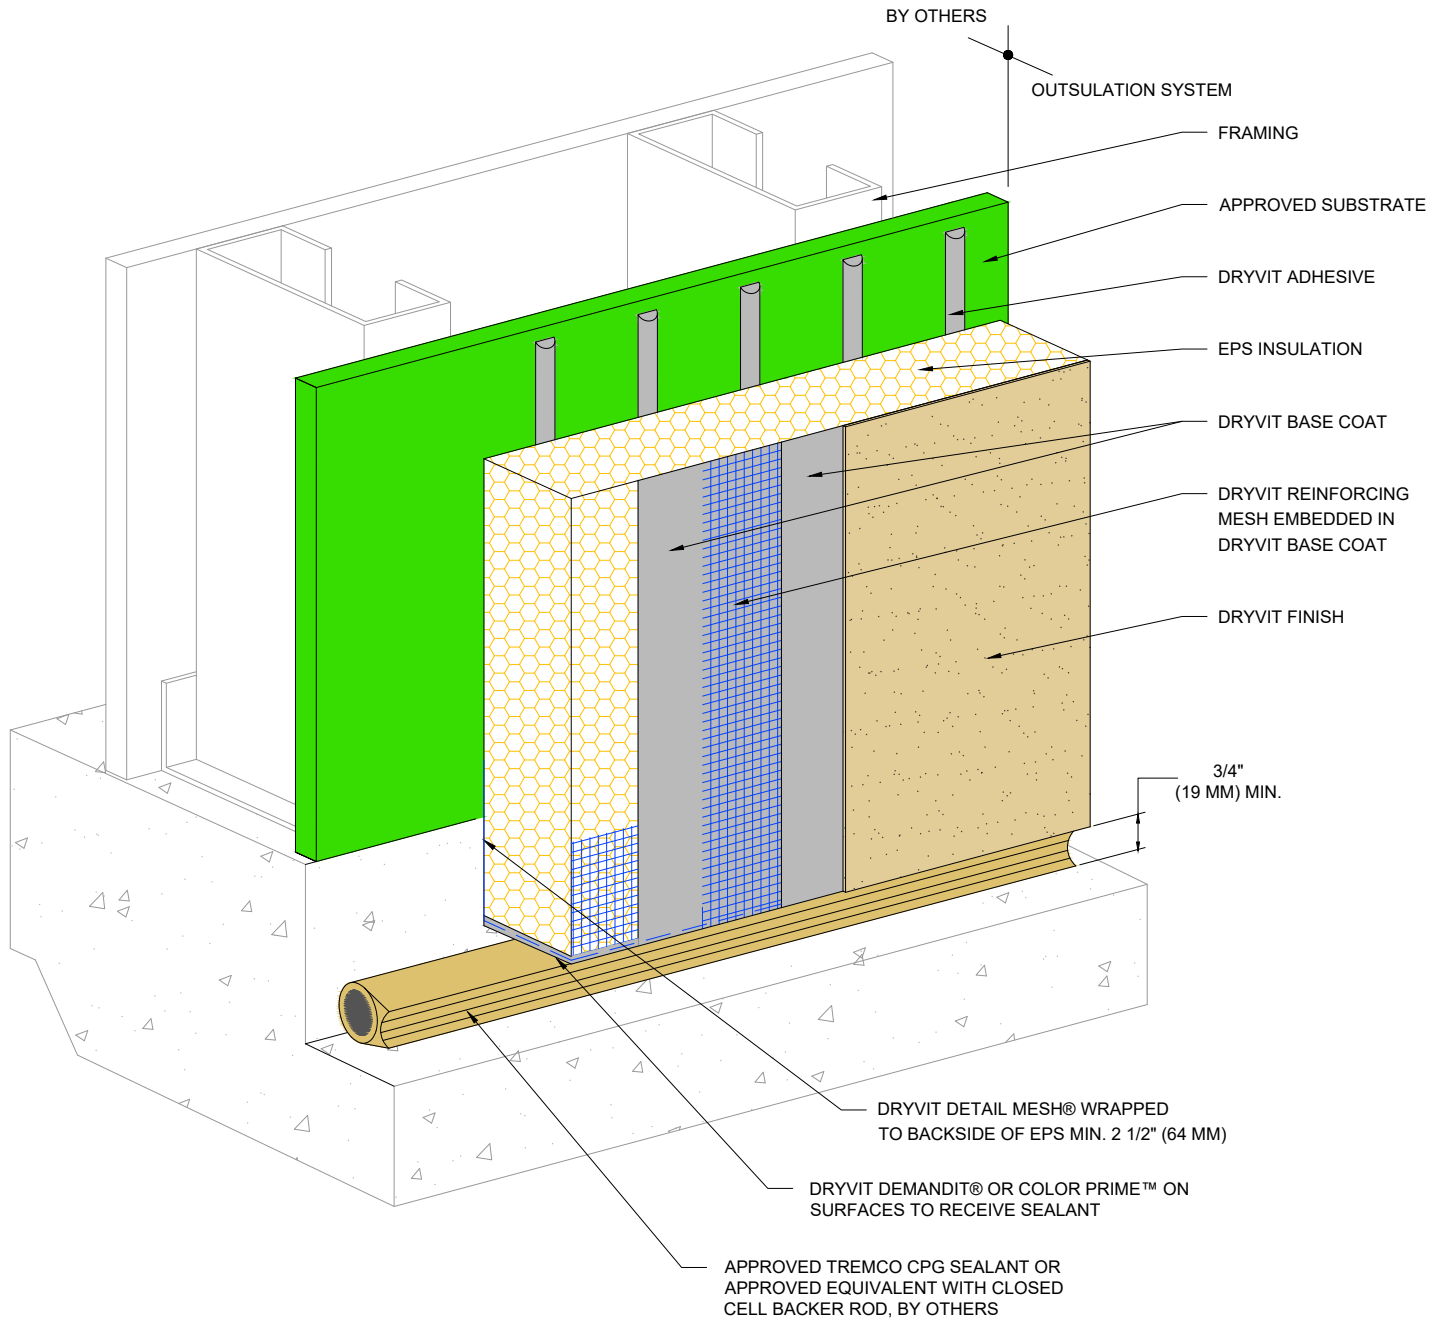 BY OTHERS
OUTSULATION SYSTEM
FRAMING
APPROVED SUBSTRATE
DRYVIT ADHESIVE
EPS INSULATION
DRYVIT BASE COAT
DRYVIT REINFORCING
MESH EMBEDDED IN
DRYVIT BASE COAT
DRYVIT FINISH
3/4"
(19 MM) MIN.
DRYVIT DETAIL MESH® WRAPPED
TO BACKSIDE OF EPS MIN. 2 1/2" (64 MM)
DRYVIT DEMANDIT® OR COLOR PRIME™ ON
SURFACES TO RECEIVE SEALANT
APPROVED TREMCO CPG SEALANT OR
APPROVED EQUIVALENT WITH CLOSED
CELL BACKER ROD, BY OTHERS